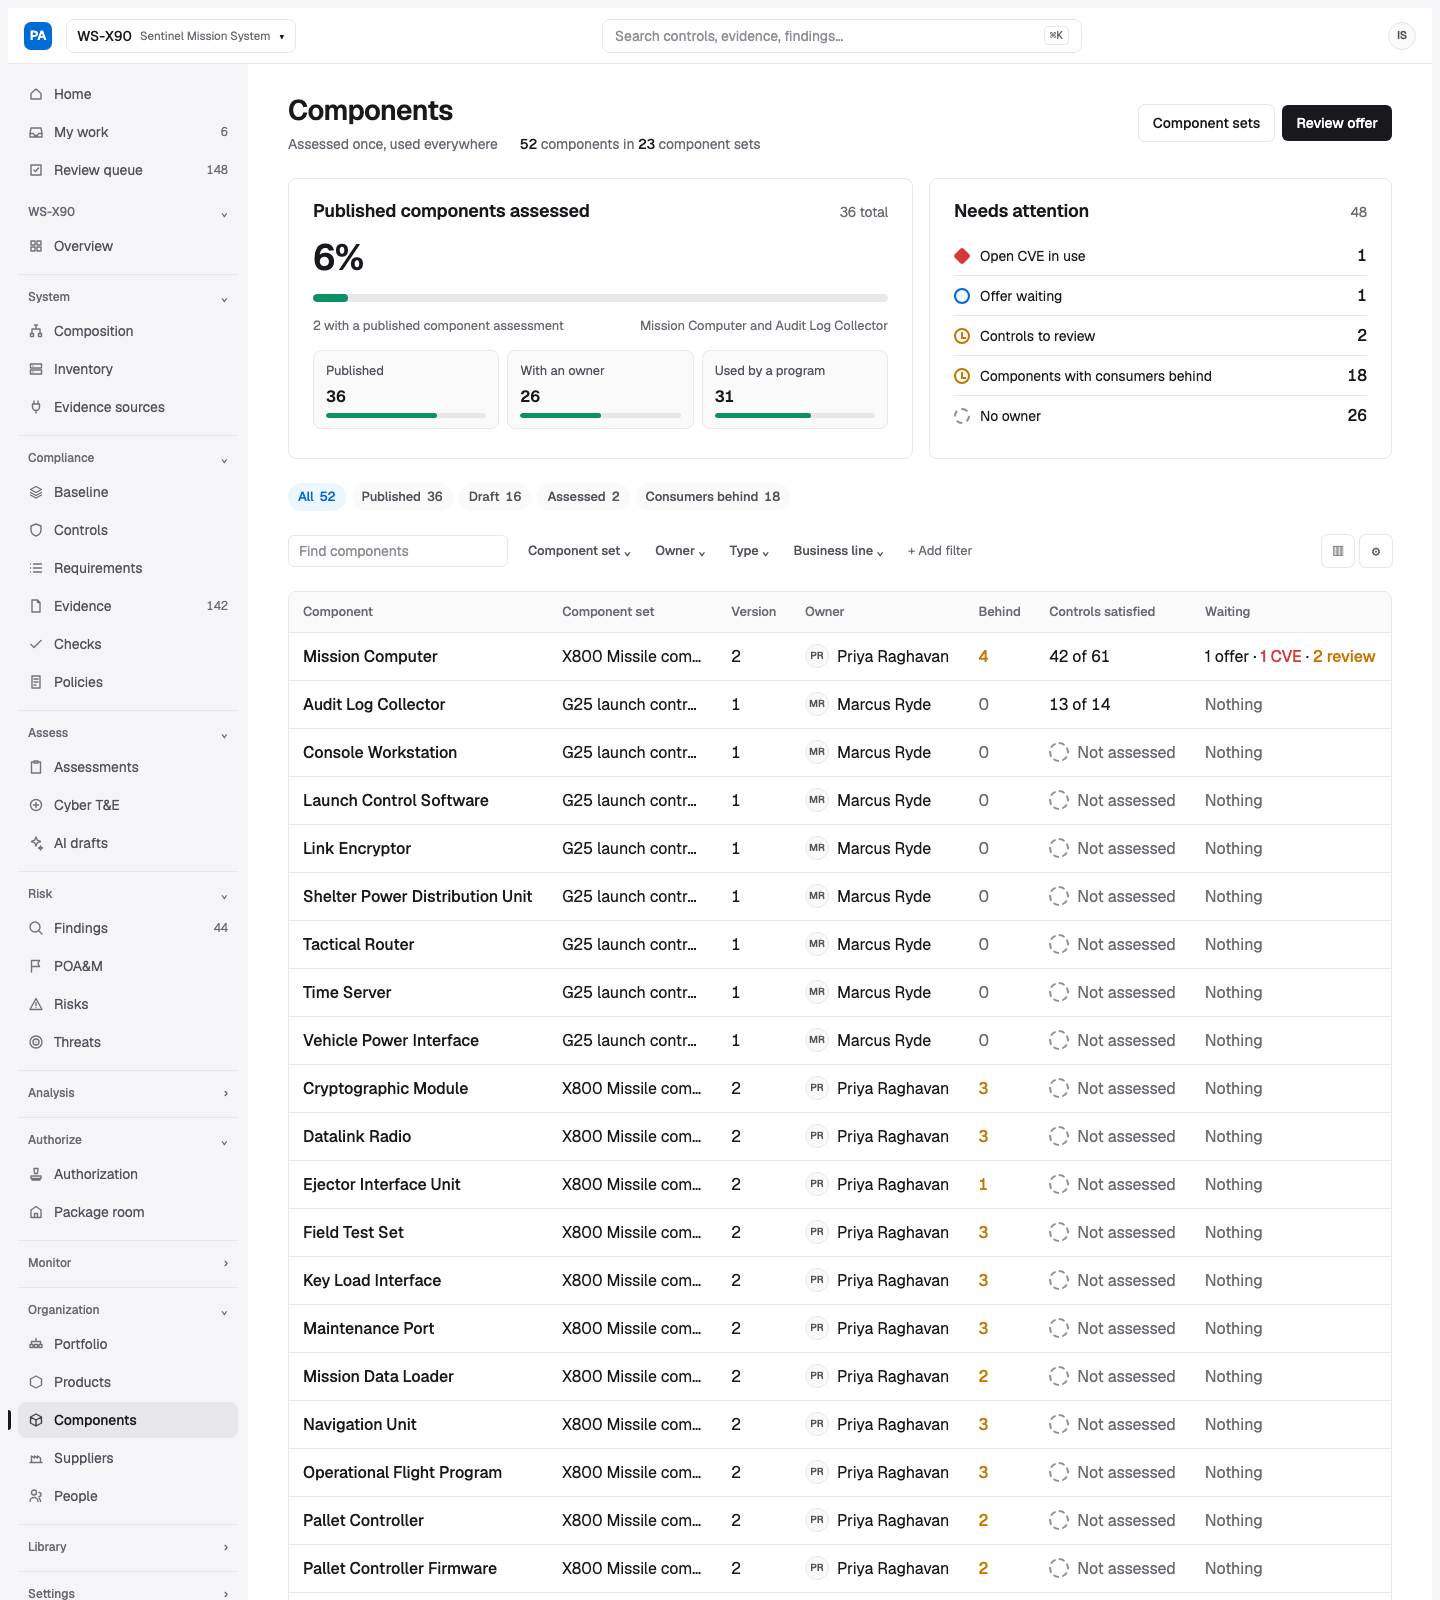 PA WS-X90 Sentinel Mission System Search controls, evidence, findings... ⌘K IS
Home
My work 6
Review queue 148
WS-X90
Overview
System
Composition
Inventory
Evidence sources
Compliance
Baseline
Controls
Requirements
Evidence 142
Checks
Policies
Assess
Assessments
Cyber T&E
AI drafts
Risk
Findings 44
POA&M
Risks
Threats
Analysis
Authorize
Authorization
Package room
Monitor
Organization
Portfolio
Products
Components
Suppliers
People
Library
Settings
Components
Assessed once, used everywhere 52 components in 23 component sets
Component sets Review offer
Published components assessed 36 total
6%
2 with a published component assessment Mission Computer and Audit Log Collector
Published With an owner Used by a program
36 26 31
Needs attention 48
Open CVE in use 1
Offer waiting 1
Controls to review 2
Components with consumers behind 18
No owner 26
All 52 Published 36 Draft 16 Assessed 2 Consumers behind 18
Find components Component set Owner Type Business line + Add filter
Component Component set Version Owner Behind Controls satisfied Waiting
Mission Computer X800 Missile com... 2 PR Priya Raghavan 4 42 of 61 1 offer · 1 CVE · 2 review
Audit Log Collector G25 launch contr... 1 MR Marcus Ryde 0 13 of 14 Nothing
Console Workstation G25 launch contr... 1 MR Marcus Ryde 0 Not assessed Nothing
Launch Control Software G25 launch contr... 1 MR Marcus Ryde 0 Not assessed Nothing
Link Encryptor G25 launch contr... 1 MR Marcus Ryde 0 Not assessed Nothing
Shelter Power Distribution Unit G25 launch contr... 1 MR Marcus Ryde 0 Not assessed Nothing
Tactical Router G25 launch contr... 1 MR Marcus Ryde 0 Not assessed Nothing
Time Server G25 launch contr... 1 MR Marcus Ryde 0 Not assessed Nothing
Vehicle Power Interface G25 launch contr... 1 MR Marcus Ryde 0 Not assessed Nothing
Cryptographic Module X800 Missile com... 2 PR Priya Raghavan 3 Not assessed Nothing
Datalink Radio X800 Missile com... 2 PR Priya Raghavan 3 Not assessed Nothing
Ejector Interface Unit X800 Missile com... 2 PR Priya Raghavan 1 Not assessed Nothing
Field Test Set X800 Missile com... 2 PR Priya Raghavan 3 Not assessed Nothing
Key Load Interface X800 Missile com... 2 PR Priya Raghavan 3 Not assessed Nothing
Maintenance Port X800 Missile com... 2 PR Priya Raghavan 3 Not assessed Nothing
Mission Data Loader X800 Missile com... 2 PR Priya Raghavan 2 Not assessed Nothing
Navigation Unit X800 Missile com... 2 PR Priya Raghavan 3 Not assessed Nothing
Operational Flight Program X800 Missile com... 2 PR Priya Raghavan 3 Not assessed Nothing
Pallet Controller X800 Missile com... 2 PR Priya Raghavan 2 Not assessed Nothing
Pallet Controller Firmware X800 Missile com... 2 PR Priya Raghavan 2 Not assessed Nothing